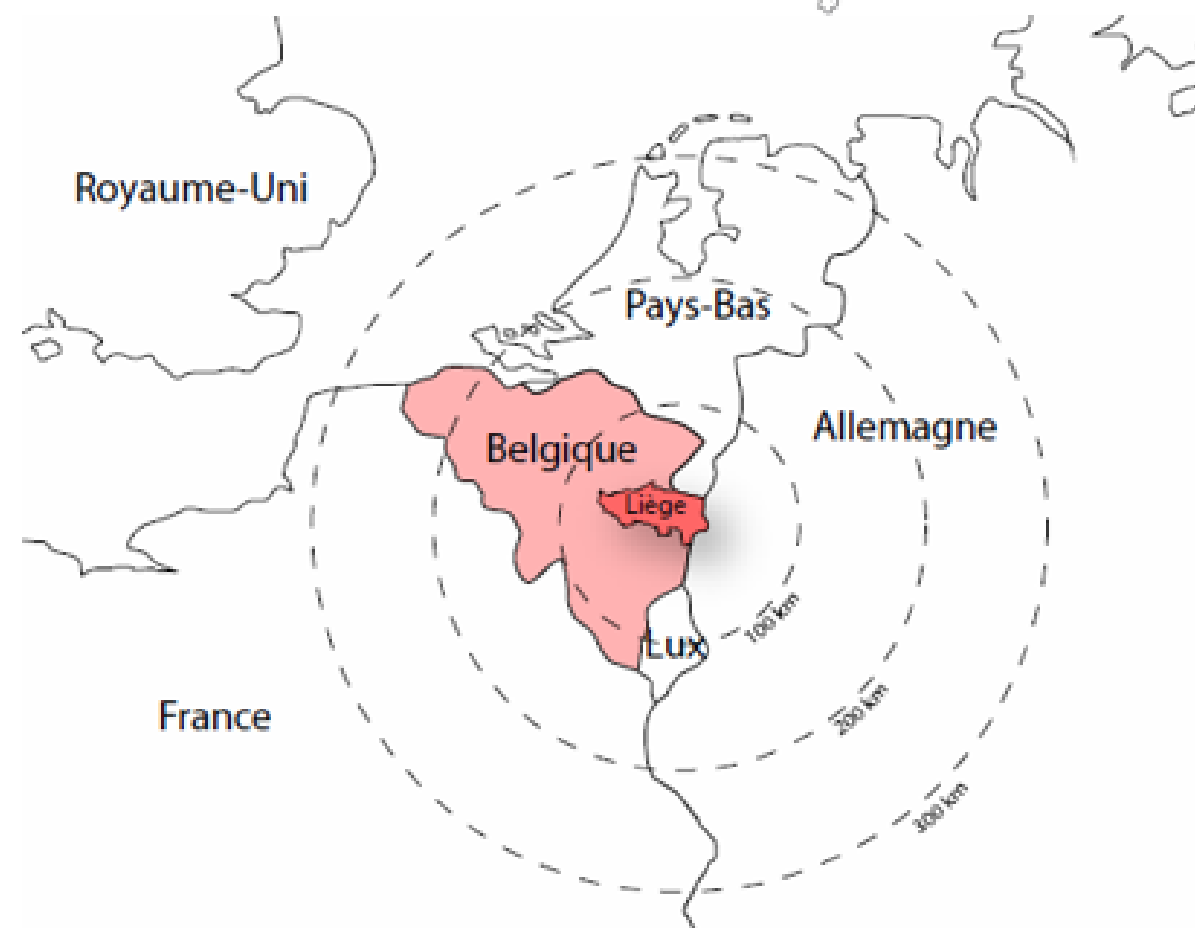 Royaume-Uni
Pays-Bas
Allemagne
Belgique
Liège
100 km
Lux
200 km
France
300 km